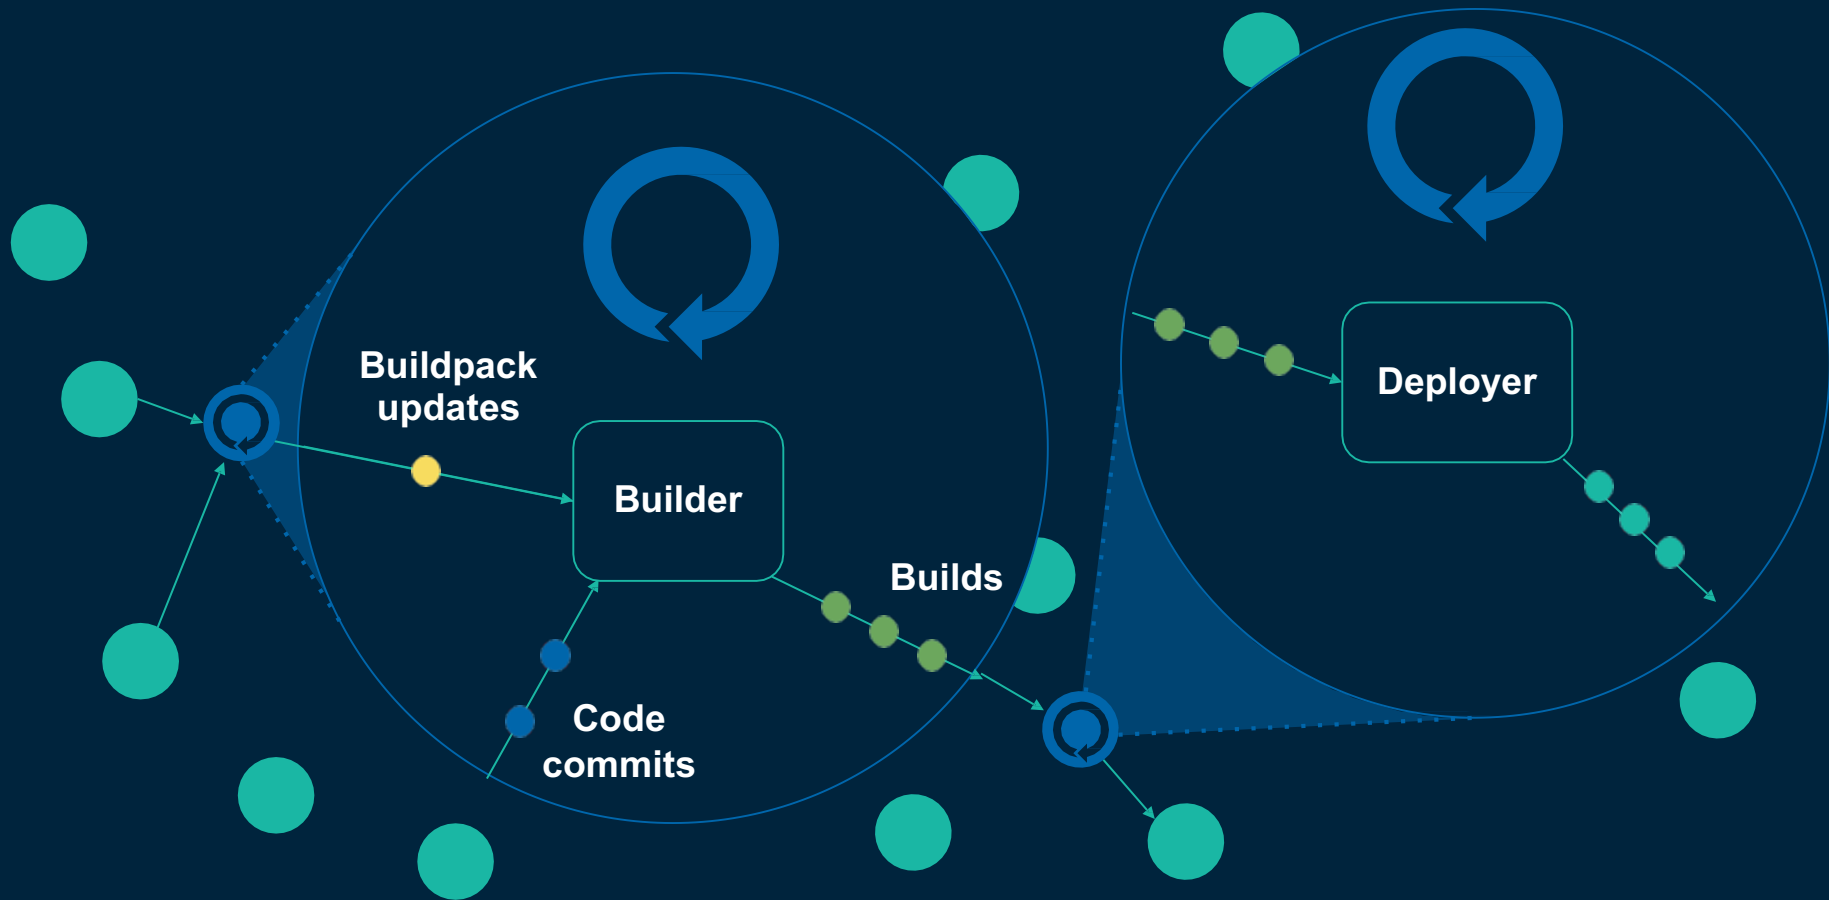 Buildpack
updates
Builder
Builds
Code
commits
Deployer